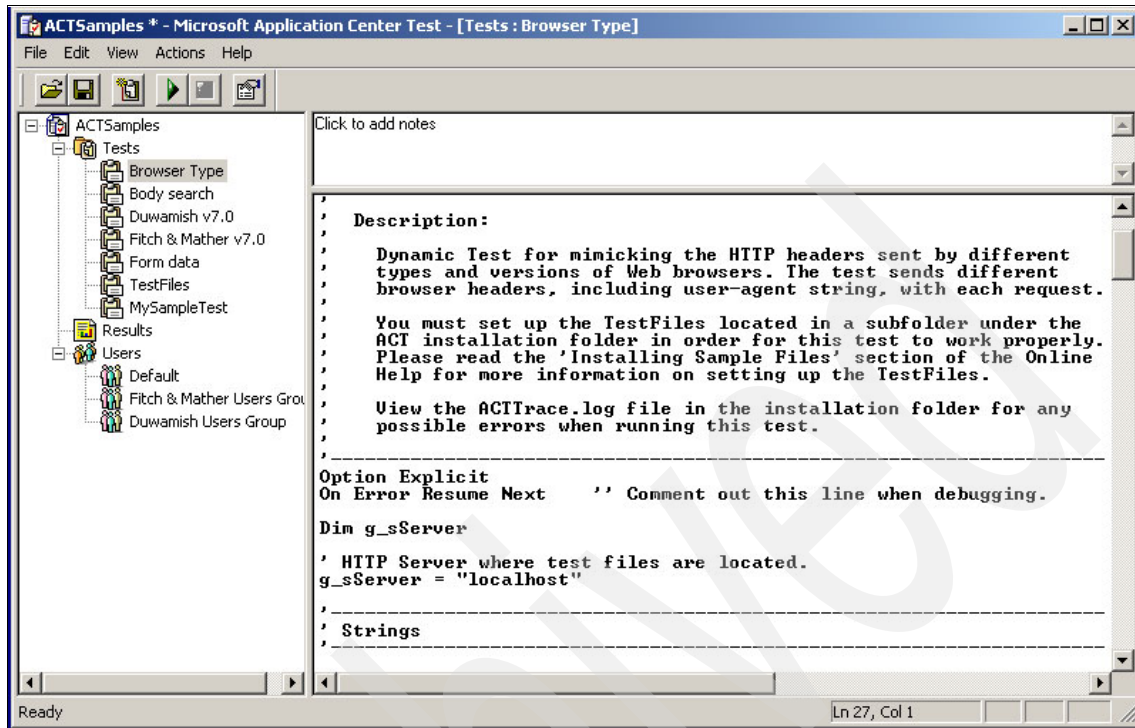 ACTSamples * - Microsoft Application Center Test - [Tests : Browser Type]
File Edit View Actions Help
ACTSamples
Tests
Browser Type
Body search
Duwamish v7.0
Fitch & Mather v7.0
Form data
TestFiles
MySampleTest
Results
Users
Default
Fitch & Mather Users Grou
Duwamish Users Group
Click to add notes
'
' Description:
'
' Dynamic Test for mimicking the HTTP headers sent by different
' types and versions of Web browsers. The test sends different
' browser headers, including user-agent string, with each request.
'
' You must set up the TestFiles located in a subfolder under the
' ACT installation folder in order for this test to work properly.
' Please read the 'Installing Sample Files' section of the Online
' Help for more information on setting up the TestFiles.
'
' View the ACTTrace.log file in the installation folder for any
' possible errors when running this test.
'
'______________________________________________________________________
Option Explicit
On Error Resume Next '' Comment out this line when debugging.
Dim g_sServer
' HTTP Server where test files are located.
g_sServer = "localhost"
'______________________________________________________________________
' Strings
'______________________________________________________________________
Ready
Ln 27, Col 1